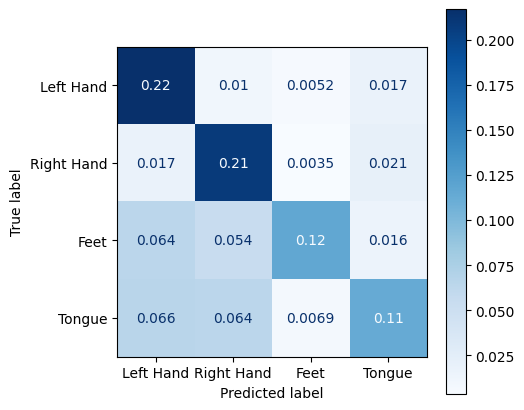 Left Hand 0.22 0.01 0.0052 0.017
Right Hand 0.017 0.21 0.0035 0.021
Feet 0.064 0.054 0.12 0.016
Tongue 0.066 0.064 0.0069 0.11
Left Hand Right Hand Feet Tongue
Predicted label
True label
0.200
0.175
0.150
0.125
0.100
0.075
0.050
0.025